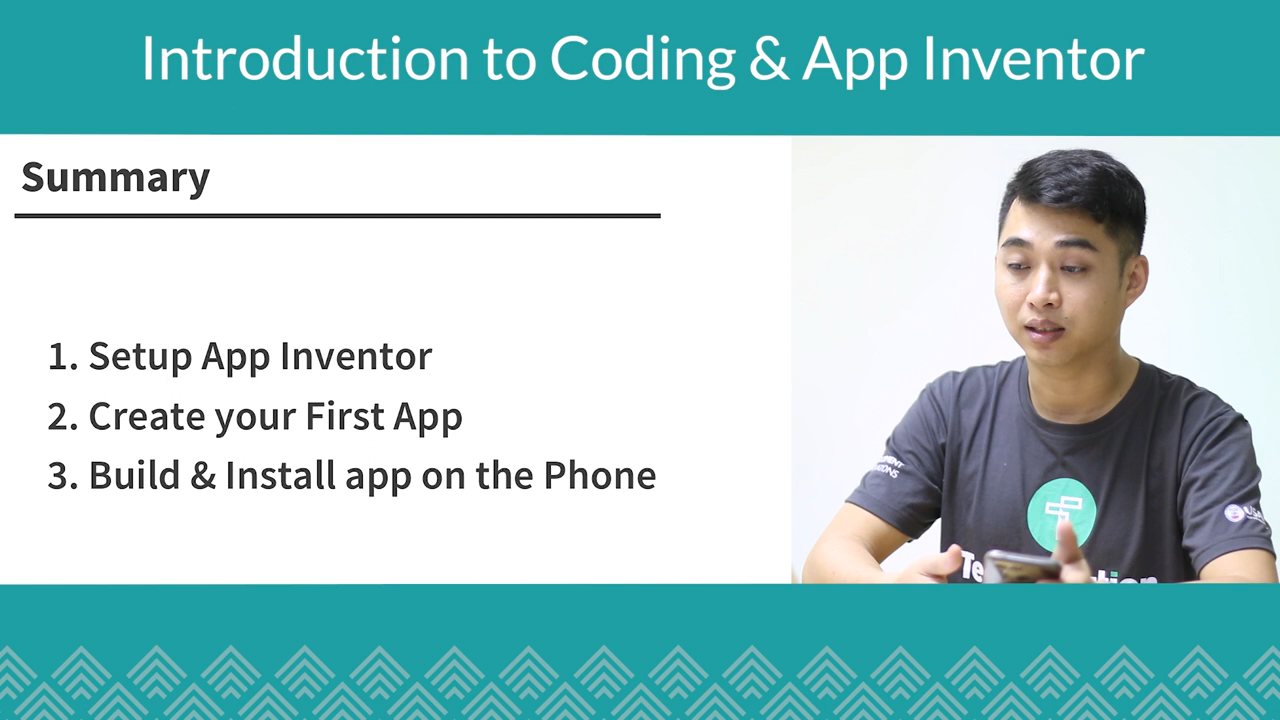 Introduction to Coding & App Inventor
Summary
1. Setup App Inventor
2. Create your First App
3. Build & Install app on the Phone